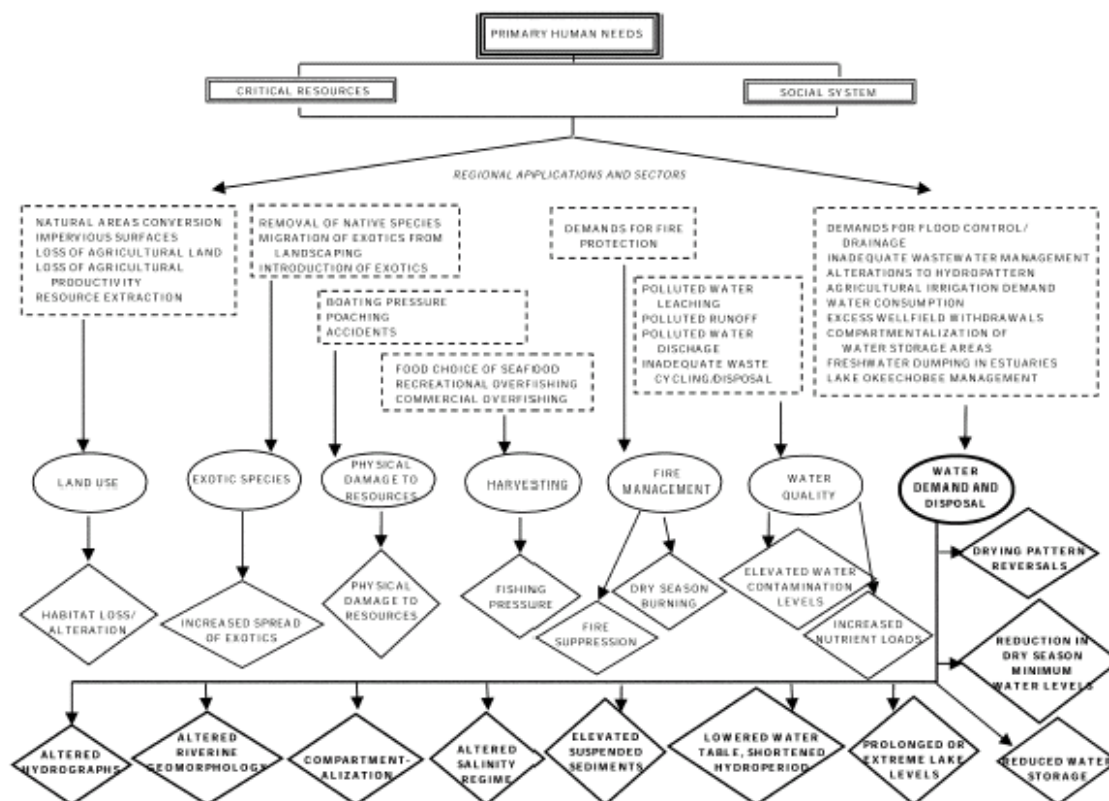 PRIMARY HUMAN NEEDS
CRITICAL RESOURCES
SOCIAL SYSTEM
REGIONAL APPLICATIONS AND SECTORS
NATURAL AREAS CONVERSION
IMPERVIOUS SURFACES
LOSS OF AGRICULTURAL LAND
LOSS OF AGRICULTURAL
PRODUCTIVITY
RESOURCE EXTRACTION
REMOVAL OF NATIVE SPECIES
MIGRATION OF EXOTICS FROM
LANDSCAPING
INTRODUCTION OF EXOTICS
BOATING PRESSURE
POACHING
ACCIDENTS
FOOD CHOICE OF SEAFOOD
RECREATIONAL OVERFISHING
COMMERCIAL OVERFISHING
DEMANDS FOR FIRE
PROTECTION
POLLUTED WATER
LEACHING
POLLUTED RUNOFF
POLLUTED WATER
DISCHAGE
INADEQUATE WASTE
CYCLING/DISPOSAL
DEMANDS FOR FLOOD CONTROL/
DRAINAGE
INADEQUATE WASTEWATER MANAGEMENT
ALTERATIONS TO HYDROPATTERN
AGRICULTURAL IRRIGATION DEMAND
WATER CONSUMPTION
EXCESS WELLFIELD WITHDRAWALS
COMPARTMENTALIZATION OF
WATER STORAGE AREAS
FRESHWATER DUMPING IN ESTUARIES
LAKE OKEECHOBEE MANAGEMENT
LAND USE
EXOTIC SPECIES
PHYSICAL
DAMAGE TO
RESOURCES
HARVESTING
FIRE
MANAGEMENT
WATER
QUALITY
WATER
DEMAND AND
DISPOSAL
HABITAT LOSS/
ALTERATION
INCREASED SPREAD
OF EXOTICS
PHYSICAL
DAMAGE TO
RESOURCES
FISHING
PRESSURE
FIRE
SUPPRESSION
DRY SEASON
BURNING
ELEVATED WATER
CONTAMINATION
LEVELS
INCREASED
NUTRIENT LOADS
DRYING PATTERN
REVERSALS
REDUCTION IN
DRY SEASON
MINIMUM
WATER LEVELS
ALTERED
HYDROGRAPHS
ALTERED
RIVERINE
GEOMORPHOLOGY
COMPARTMENT-
ALIZATION
ALTERED
SALINITY
REGIME
ELEVATED
SUSPENDED
SEDIMENTS
LOWERED WATER
TABLE, SHORTENED
HYDROPERIOD
PROLONGED OR
EXTREME LAKE
LEVELS
REDUCED WATER
STORAGE